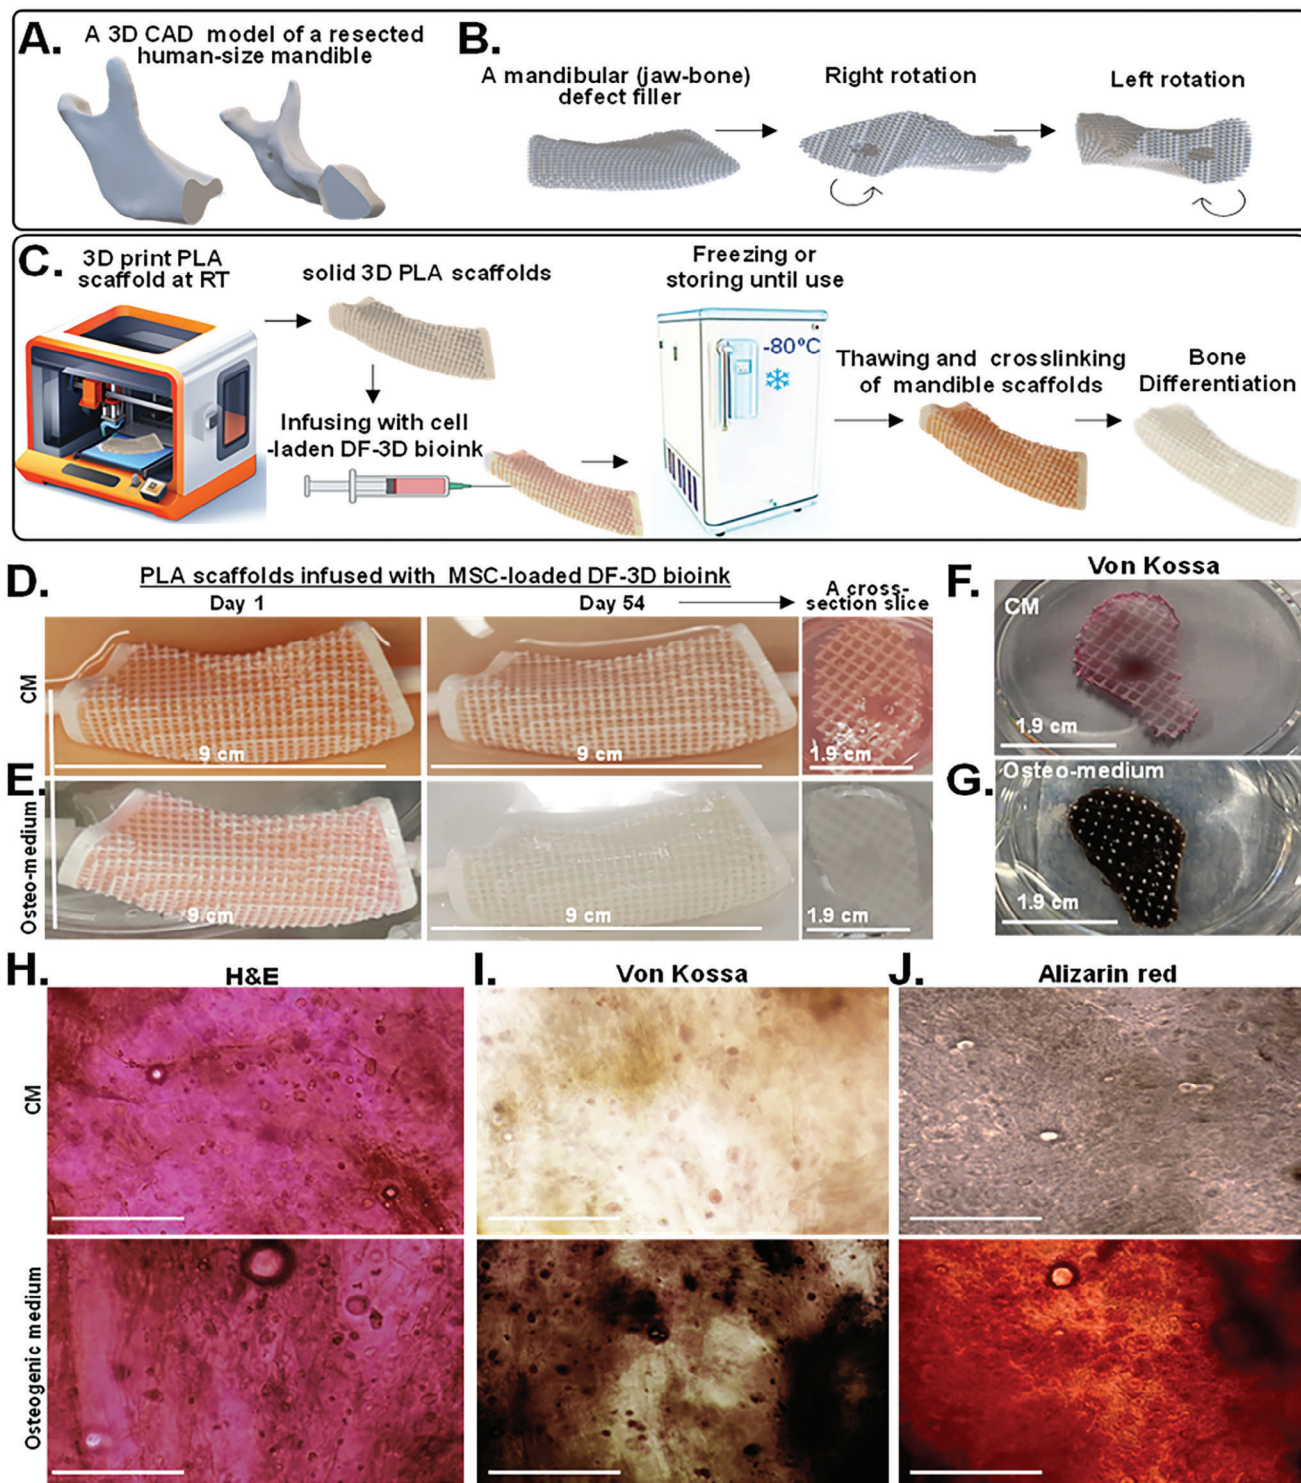 A.
A 3D CAD model of a resected
human-size mandible
B.
A mandibular (jaw-bone)
defect filler
Right rotation
Left rotation
C.
3D print PLA
scaffold at RT
solid 3D PLA scaffolds
Infusing with cell
-laden DF-3D bioink
Freezing or
storing until use
-80ºC
Thawing and crosslinking
of mandible scaffolds
Bone
Differentiation
D.
PLA scaffolds infused with MSC-loaded DF-3D bioink
Day 1
Day 54
A cross-
section slice
CM
9 cm
9 cm
1.9 cm
E.
Osteo-medium
9 cm
9 cm
1.9 cm
F.
Von Kossa
CM
1.9 cm
G.
Osteo-medium
1.9 cm
H.
H&E
I.
Von Kossa
J.
Alizarin red
CM
Osteogenic medium